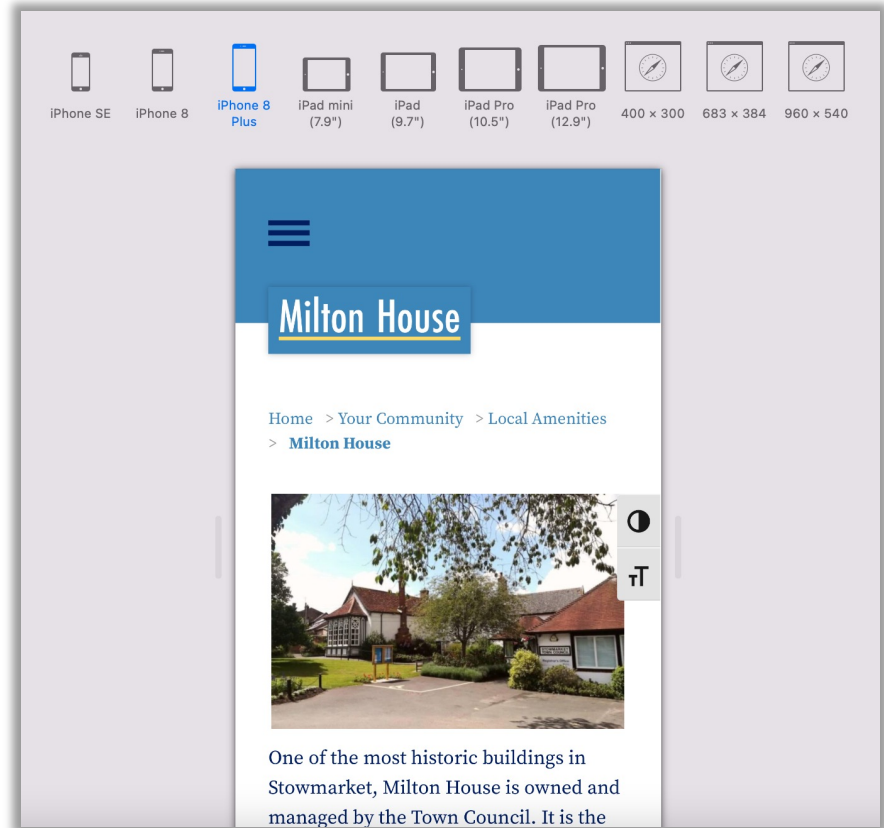 iPhone SE
iPhone 8
iPhone 8
Plus
iPad mini
(7.9")
iPad
(9.7")
iPad Pro
(10.5")
iPad Pro
(12.9")
400 × 300
683 × 384
960 × 540
Milton House
Home > Your Community > Local Amenities
> Milton House
TT
One of the most historic buildings in
Stowmarket, Milton House is owned and
managed by the Town Council. It is the